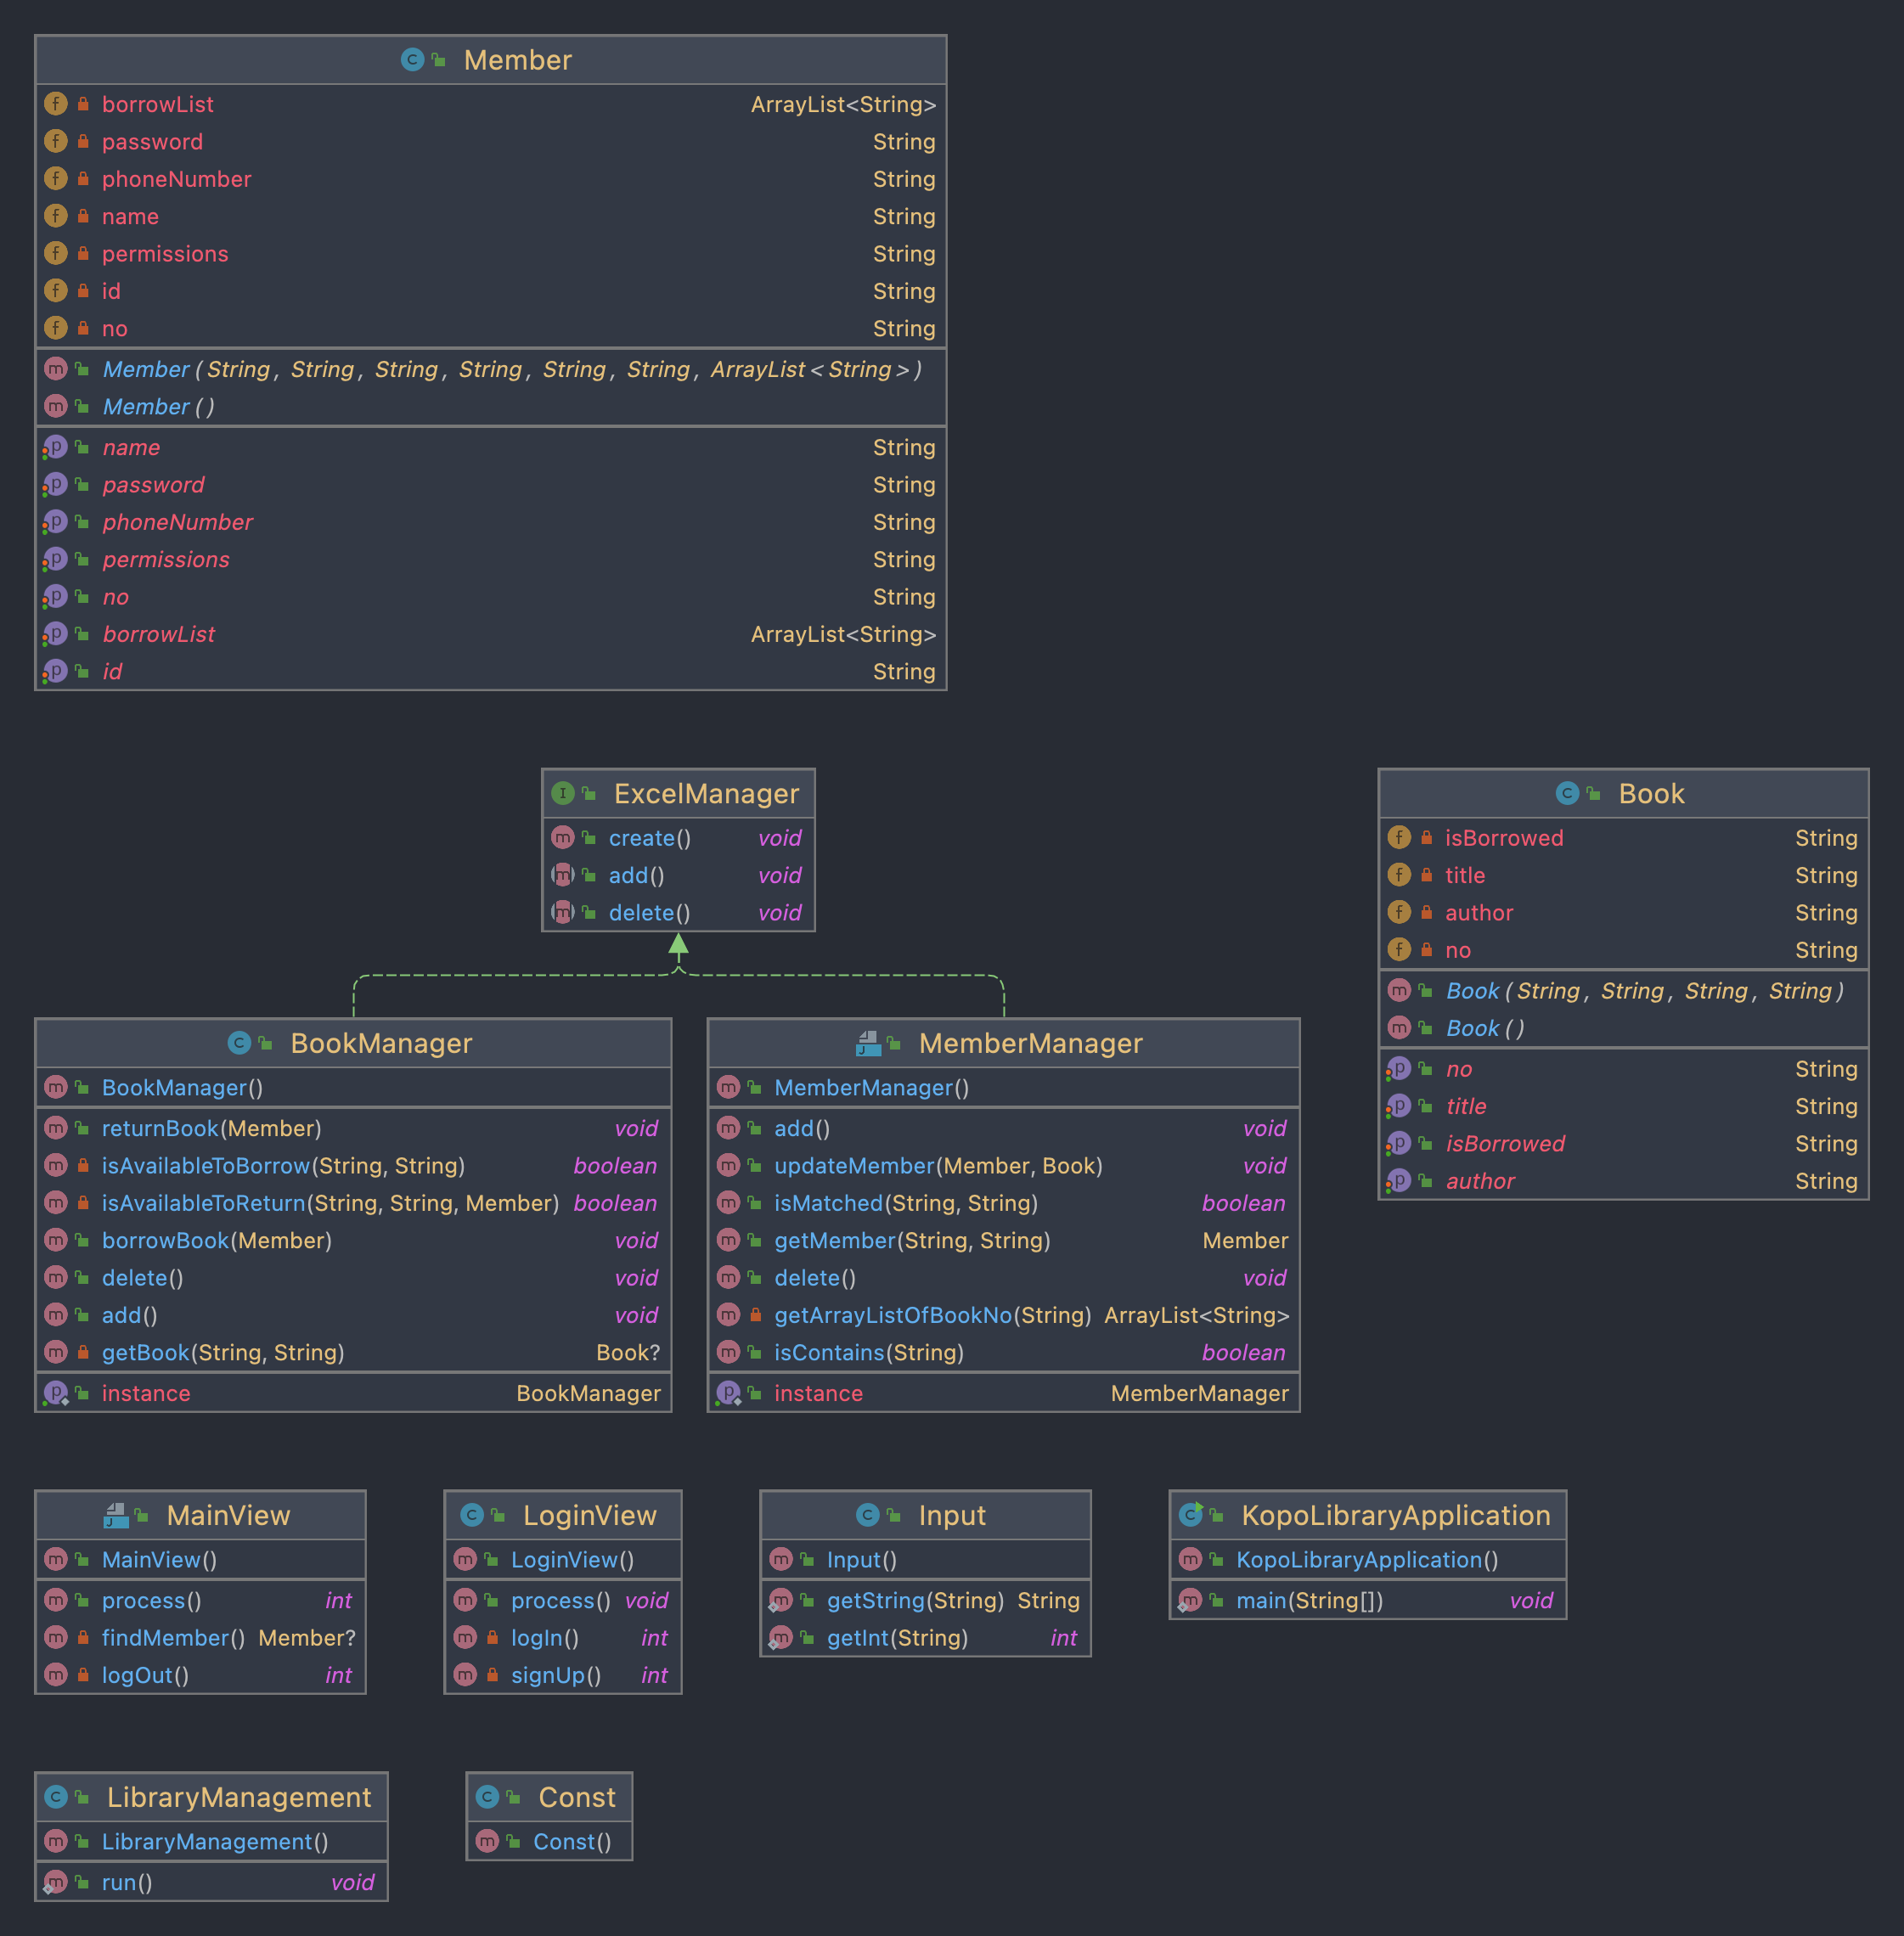 Member
borrowList ArrayList<String>
password String
phoneNumber String
name String
permissions String
id String
no String
Member(String, String, String, String, String, String, ArrayList<String>)
Member()
name String
password String
phoneNumber String
permissions String
no String
borrowList ArrayList<String>
id String
ExcelManager
create() void
add() void
delete() void
Book
isBorrowed String
title String
author String
no String
Book(String, String, String, String)
Book()
no String
title String
isBorrowed String
author String
BookManager
BookManager()
returnBook(Member) void
isAvailableToBorrow(String, String) boolean
isAvailableToReturn(String, String, Member) boolean
borrowBook(Member) void
delete() void
add() void
getBook(String, String) Book?
instance BookManager
MemberManager
MemberManager()
add() void
updateMember(Member, Book) void
isMatched(String, String) boolean
getMember(String, String) Member
delete() void
getArrayListOfBookNo(String) ArrayList<String>
isContains(String) boolean
instance MemberManager
MainView
MainView()
process() int
findMember() Member?
logOut() int
LoginView
LoginView()
process() void
logIn() int
signUp() int
Input
Input()
getString(String) String
getInt(String) int
KopoLibraryApplication
KopoLibraryApplication()
main(String[]) void
LibraryManagement
LibraryManagement()
run() void
Const
Const()